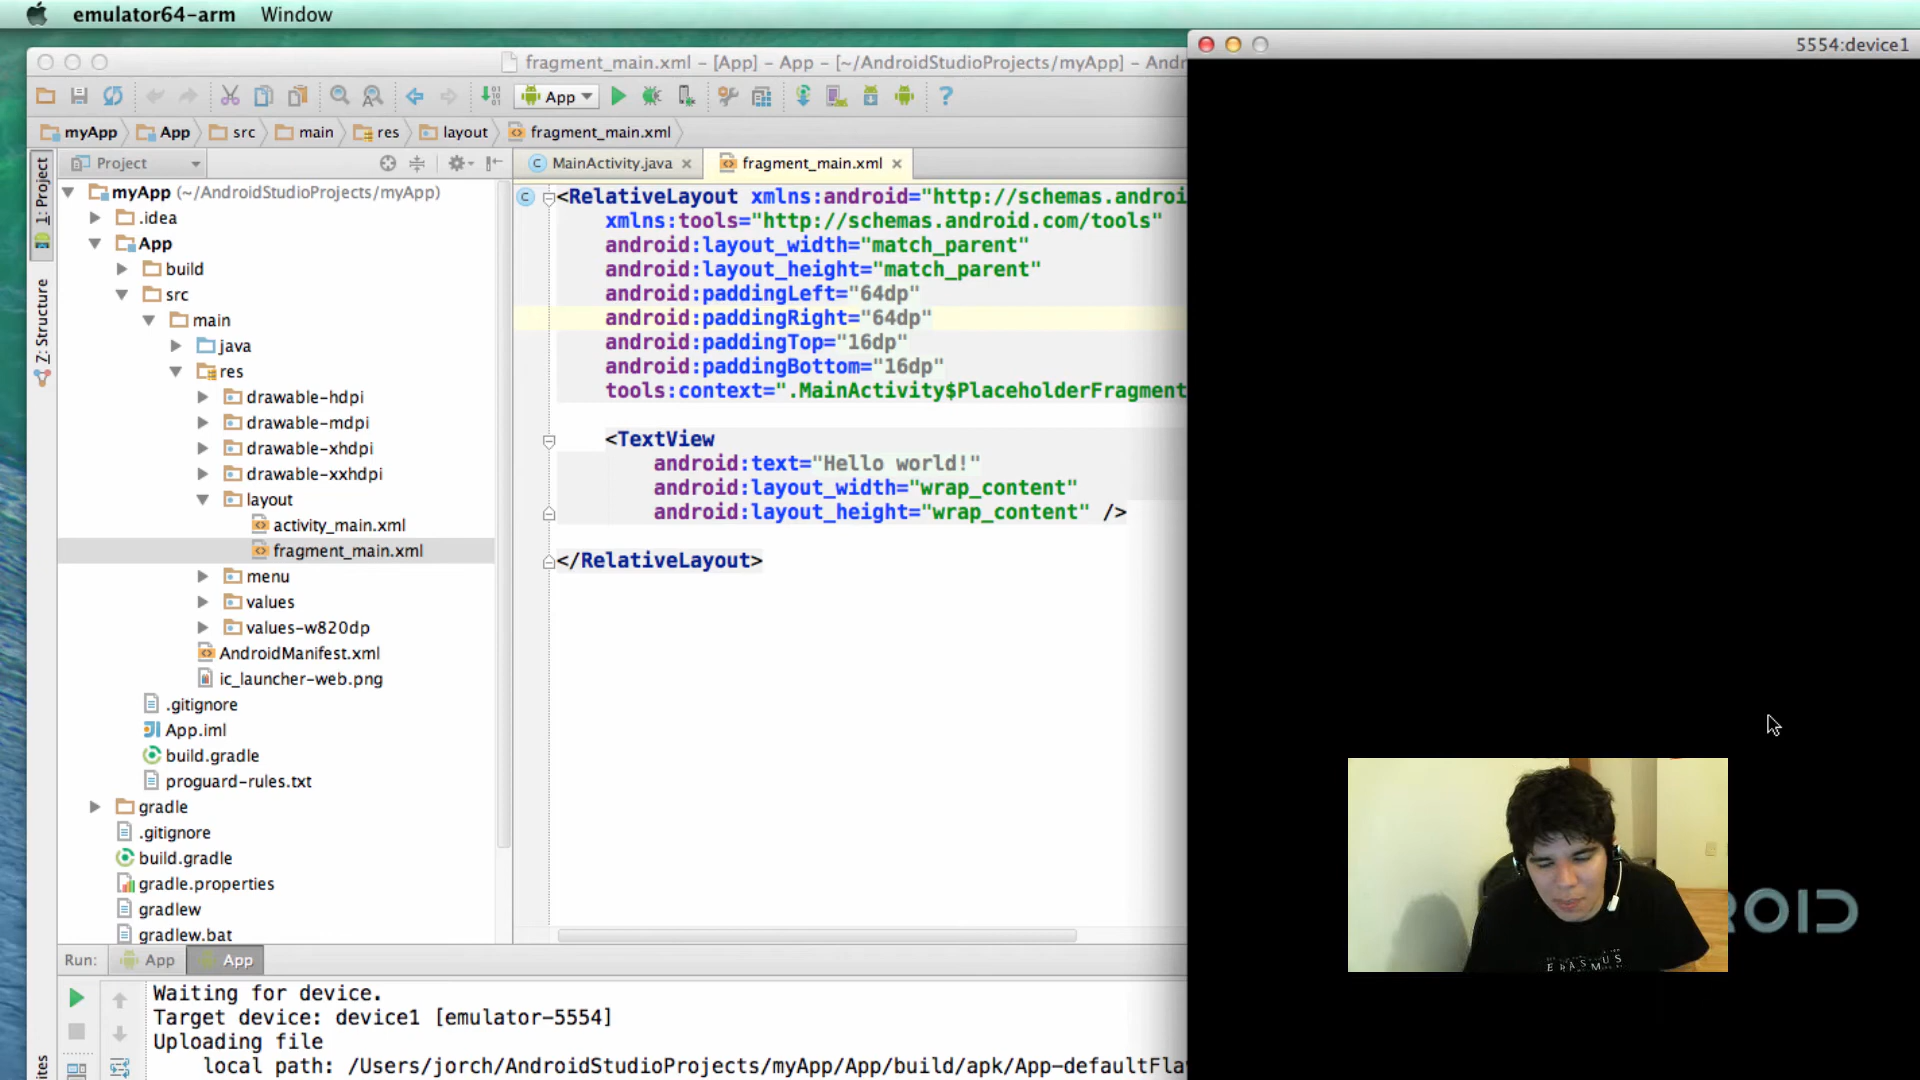 emulator64-arm Window
5554:device1
fragment_main.xml - [App] - App - [~/AndroidStudioProjects/myApp] - And
App
?
myApp App src main res layout fragment_main.xml
1: Project
Z: Structure
Project
MainActivity.java
fragment_main.xml
myApp (~/AndroidStudioProjects/myApp)
.idea
App
build
src
main
java
res
drawable-hdpi
drawable-mdpi
drawable-xhdpi
drawable-xxhdpi
layout
activity_main.xml
fragment_main.xml
menu
values
values-w820dp
AndroidManifest.xml
ic_launcher-web.png
.gitignore
App.iml
build.gradle
proguard-rules.txt
gradle
.gitignore
build.gradle
gradle.properties
gradlew
gradlew.bat
<RelativeLayout xmlns:android="http://schemas.androi
xmlns:tools="http://schemas.android.com/tools"
android:layout_width="match_parent"
android:layout_height="match_parent"
android:paddingLeft="64dp"
android:paddingRight="64dp"
android:paddingTop="16dp"
android:paddingBottom="16dp"
tools:context=".MainActivity$PlaceholderFragment
<TextView
android:text="Hello world!"
android:layout_width="wrap_content"
android:layout_height="wrap_content" />
</RelativeLayout>
ROID
ERASMUS
Run: App App
Waiting for device.
Target device: device1 [emulator-5554]
Uploading file
local path: /Users/jorch/AndroidStudioProjects/myApp/App/build/apk/App-defaultFla